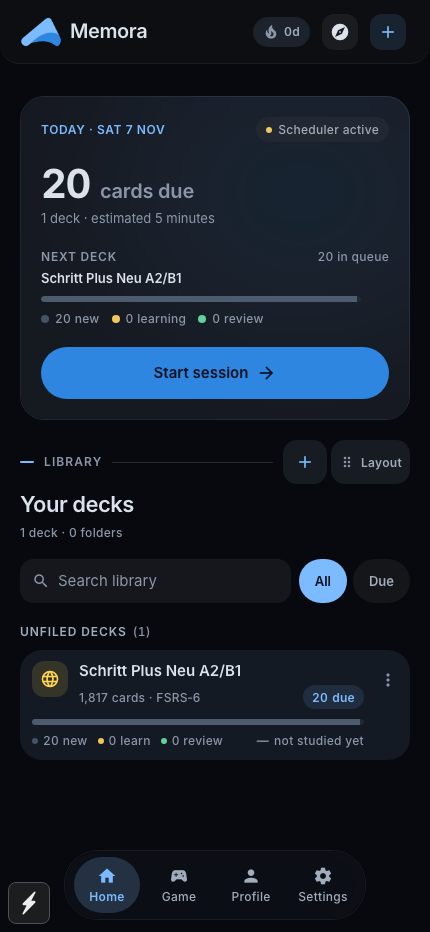 Memora
0d
TODAY · SAT 7 NOV
Scheduler active
20 cards due
1 deck · estimated 5 minutes
NEXT DECK
20 in queue
Schritt Plus Neu A2/B1
20 new 0 learning 0 review
Start session
LIBRARY
Layout
Your decks
1 deck · 0 folders
Search library
All
Due
UNFILED DECKS (1)
Schritt Plus Neu A2/B1
1,817 cards · FSRS-6
20 due
20 new 0 learn 0 review
— not studied yet
Home
Game
Profile
Settings